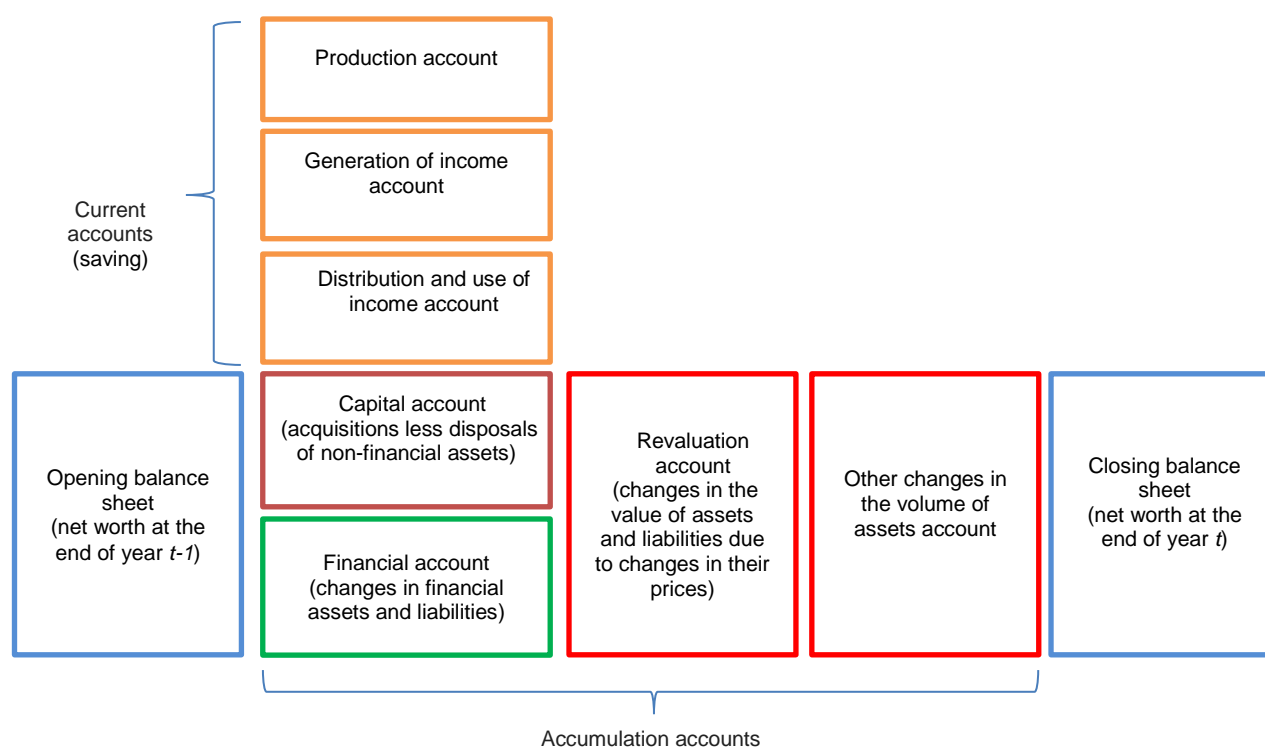 Production account
Generation of income
account
Current
accounts
(saving)
Distribution and use of
income account
Opening balance
sheet
(net worth at the
end of year t-1)
Capital account
(acquisitions less disposals
of non-financial assets)
Financial account
(changes in financial
assets and liabilities)
Revaluation
account
(changes in the
value of assets
and liabilities due
to changes in their
prices)
Other changes in
the volume of
assets account
Closing balance
sheet
(net worth at the
end of year t)
Accumulation accounts